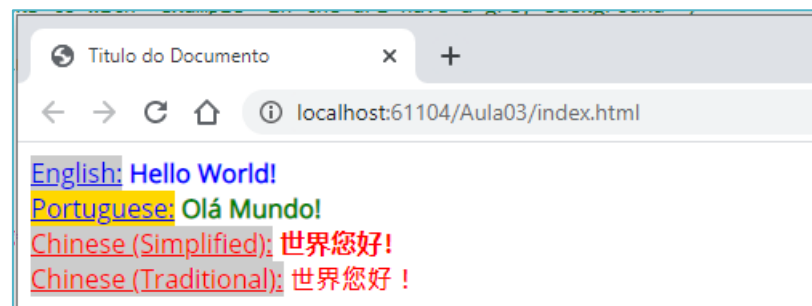 Titulo do Documento
localhost:61104/Aula03/index.html
English: Hello World!
Portuguese: Olá Mundo!
Chinese (Simplified): 世界您好!
Chinese (Traditional): 世界您好！